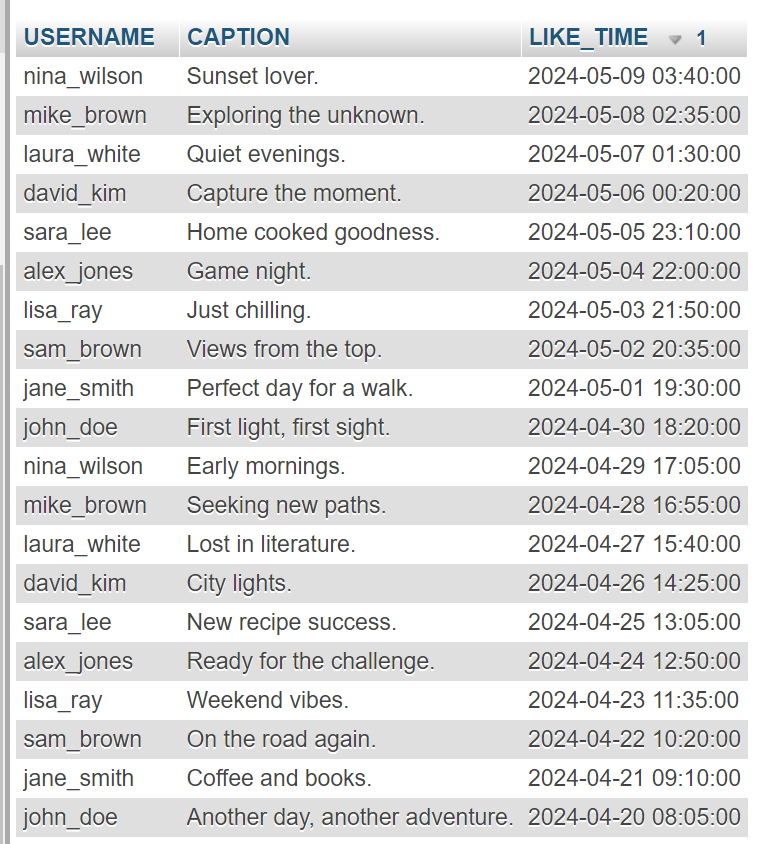 USERNAME CAPTION LIKE_TIME 1
nina_wilson Sunset lover. 2024-05-09 03:40:00
mike_brown Exploring the unknown. 2024-05-08 02:35:00
laura_white Quiet evenings. 2024-05-07 01:30:00
david_kim Capture the moment. 2024-05-06 00:20:00
sara_lee Home cooked goodness. 2024-05-05 23:10:00
alex_jones Game night. 2024-05-04 22:00:00
lisa_ray Just chilling. 2024-05-03 21:50:00
sam_brown Views from the top. 2024-05-02 20:35:00
jane_smith Perfect day for a walk. 2024-05-01 19:30:00
john_doe First light, first sight. 2024-04-30 18:20:00
nina_wilson Early mornings. 2024-04-29 17:05:00
mike_brown Seeking new paths. 2024-04-28 16:55:00
laura_white Lost in literature. 2024-04-27 15:40:00
david_kim City lights. 2024-04-26 14:25:00
sara_lee New recipe success. 2024-04-25 13:05:00
alex_jones Ready for the challenge. 2024-04-24 12:50:00
lisa_ray Weekend vibes. 2024-04-23 11:35:00
sam_brown On the road again. 2024-04-22 10:20:00
jane_smith Coffee and books. 2024-04-21 09:10:00
john_doe Another day, another adventure. 2024-04-20 08:05:00